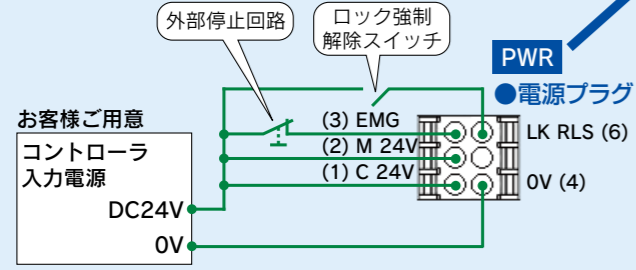 外部停止回路
ロック強制
解除スイッチ
PWR
●電源プラグ
お客様ご用意
コントローラ
入力電源
DC24V
0V
(3) EMG
(2) M 24V
(1) C 24V
LK RLS (6)
0V (4)